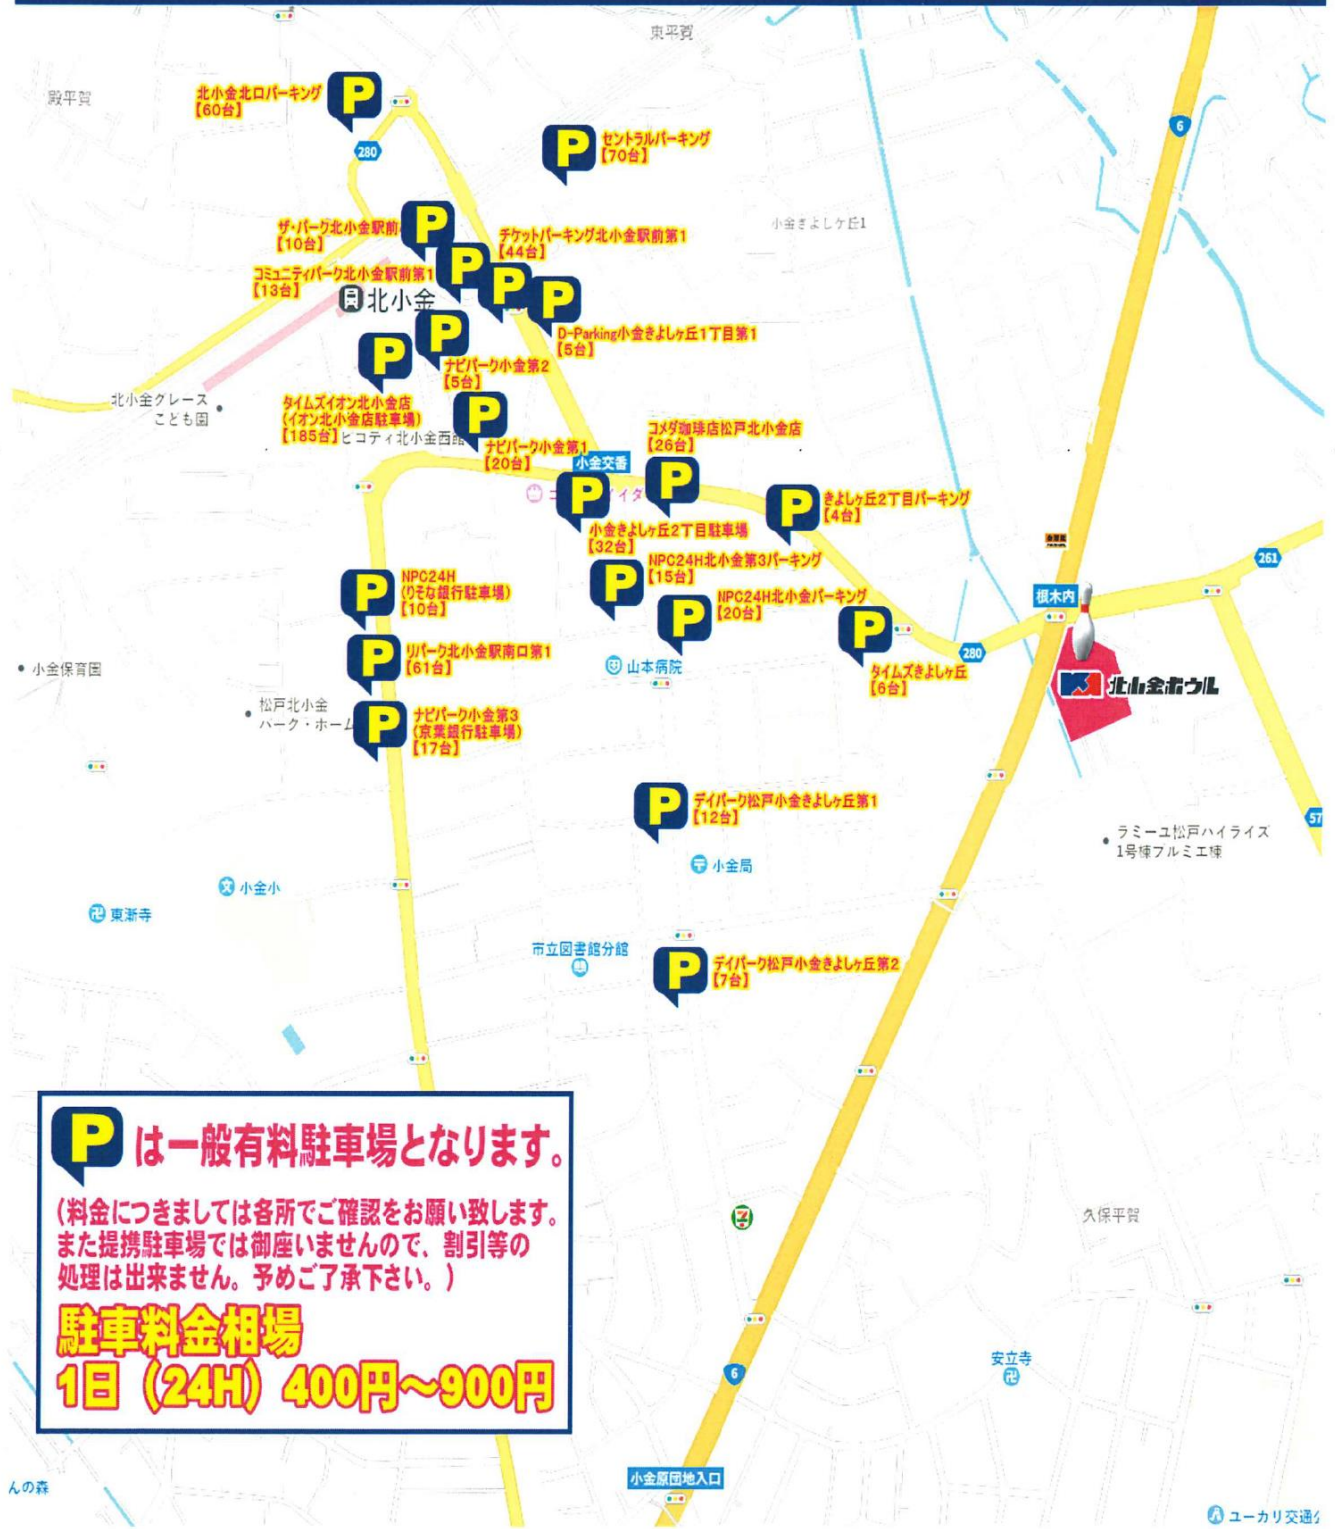 東平賀
殿平賀
北小金北口パーキング
【60台】
P
280
6
P
セントラルパーキング
【70台】
小金きよしケ丘1
ザ・パーク北小金駅前
【10台】
P
チケットパーキング北小金駅前第1
【44台】
コミュニティパーク北小金駅前第1
【13台】
P
P
P
北小金
D-Parking小金きよしヶ丘1丁目第1
【5台】
P
P
ナビパーク小金第2
【5台】
北小金グレース
こども園
タイムズイオン北小金店
(イオン北小金店駐車場)
【185台】
ピコティ北小金西館
P
ナビパーク小金第1
【20台】
コメダ珈琲店松戸北小金店
【26台】
小金交番
P
P
イイダ
P
きよしヶ丘2丁目パーキング
【4台】
小金きよしヶ丘2丁目駐車場
【32台】
NPC24H北小金第3パーキング
【15台】
P
261
NPC24H
(りそな銀行駐車場)
【10台】
P
NPC24H北小金パーキング
【20台】
P
根木内
P
280
タイムズきよしヶ丘
【6台】
リパーク北小金駅南口第1
【61台】
P
小金保育園
山本病院
北小金ボウル
松戸北小金
パーク・ホーム
P
ナビパーク小金第3
(京葉銀行駐車場)
【17台】
P
デイパーク松戸小金きよしヶ丘第1
【12台】
57
ラミーユ松戸ハイライズ
1号棟プルミエ棟
小金局
小金小
東漸寺
市立図書館分館
P
デイパーク松戸小金きよしヶ丘第2
【7台】
Pは一般有料駐車場となります。
(料金につきましては各所でご確認をお願い致します。
また提携駐車場では御座いませんので、割引等の
処理は出来ません。予めご了承下さい。)
駐車料金相場
1日（24H）400円～900円
久保平賀
安立寺
6
小金原団地入口
んの森
ユーカリ交通公